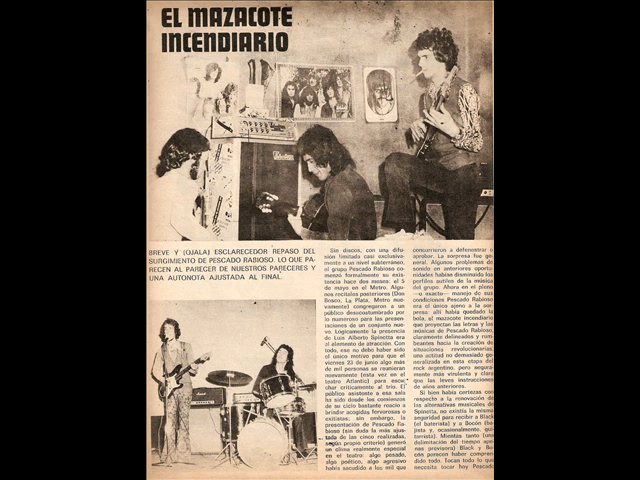 EL MAZACOTE
INCENDIARIO
BREVE Y (OJALA) ESCLARECEDOR REPASO DEL
SURGIMIENTO DE PESCADO RABIOSO. LO QUE PA-
RECEN AL PARECER DE NUESTROS PARECERES Y
UNA AUTONOTA AJUSTADA AL FINAL.
Sin discos, con una difu-
sión limitada casi exclusiva-
mente a un nivel subterráneo,
el grupo Pescado Rabioso co-
menzó formalmente su exis-
tencia hace dos meses: el 5
de mayo en el Metro. Algu-
nos recitales posteriores (Don
Bosco, La Plata, Metro nue-
vamente) congregaron a un
público desacostumbrado por
lo numeroso para las presen-
taciones de un conjunto nue-
vo. Lógicamente la presencia
de Luis Alberto Spinetta era
el elemento de atracción. Con
todo, ese no debe haber sido
el único motivo para que el
viernes 23 de junio algo más
de mil personas se reunieran
nuevamente (esta vez en el
teatro Atlantic) para escu-
char críticamente al trío. El
público asistente a esa sala
ha sido desde los comienzos
de su ciclo bastante reacio a
brindar acogidas fervorosas o
exitistas; sin embargo, la
presentación de Pescado Ra-
bioso (sin duda la más ajus-
tada de las cinco realizadas,
según propio criterio) generó
un clima realmente especial
en el teatro: algo pesado,
algo poético, algo agresivo
había sacudido a los mil que
concurrieron a defenestrar o
aprobar. La sorpresa fue ge-
neral. Algunos problemas de
sonido en anteriores oportu-
nidades habían disminuido los
perfiles sutiles de la música
del grupo. Ahora en el pleno
—o exacto— manejo de sus
condiciones Pescado Rabioso
era el único ajeno a la sor-
presa: allí había quedado la
bola, el mazacote incendiario
que proyectan las letras y las
músicas de Pescado Rabioso,
claramente delineados y rum-
beantes hacia la creación de
situaciones revolucionarias,
una actitud no demasiado ge-
neralizada en esta etapa del
rock argentino, pero segura-
mente más virulenta y clara
que las leves instrucciones
de años anteriores.
Si bien había certezas con
respecto a la renovación de
las alternativas musicales de
Spinetta, no existía la misma
seguridad para recibir a Black
(el baterista) y a Bocón (ba-
jista y, ocasionalmente, gui-
tarrista). Mientras tanto (una
delimitación del tiempo ape-
nas provisoria) Black y Bo-
cón parecen haber compren-
dido todo. Tocan todo lo que
necesita tocar hoy Pescado